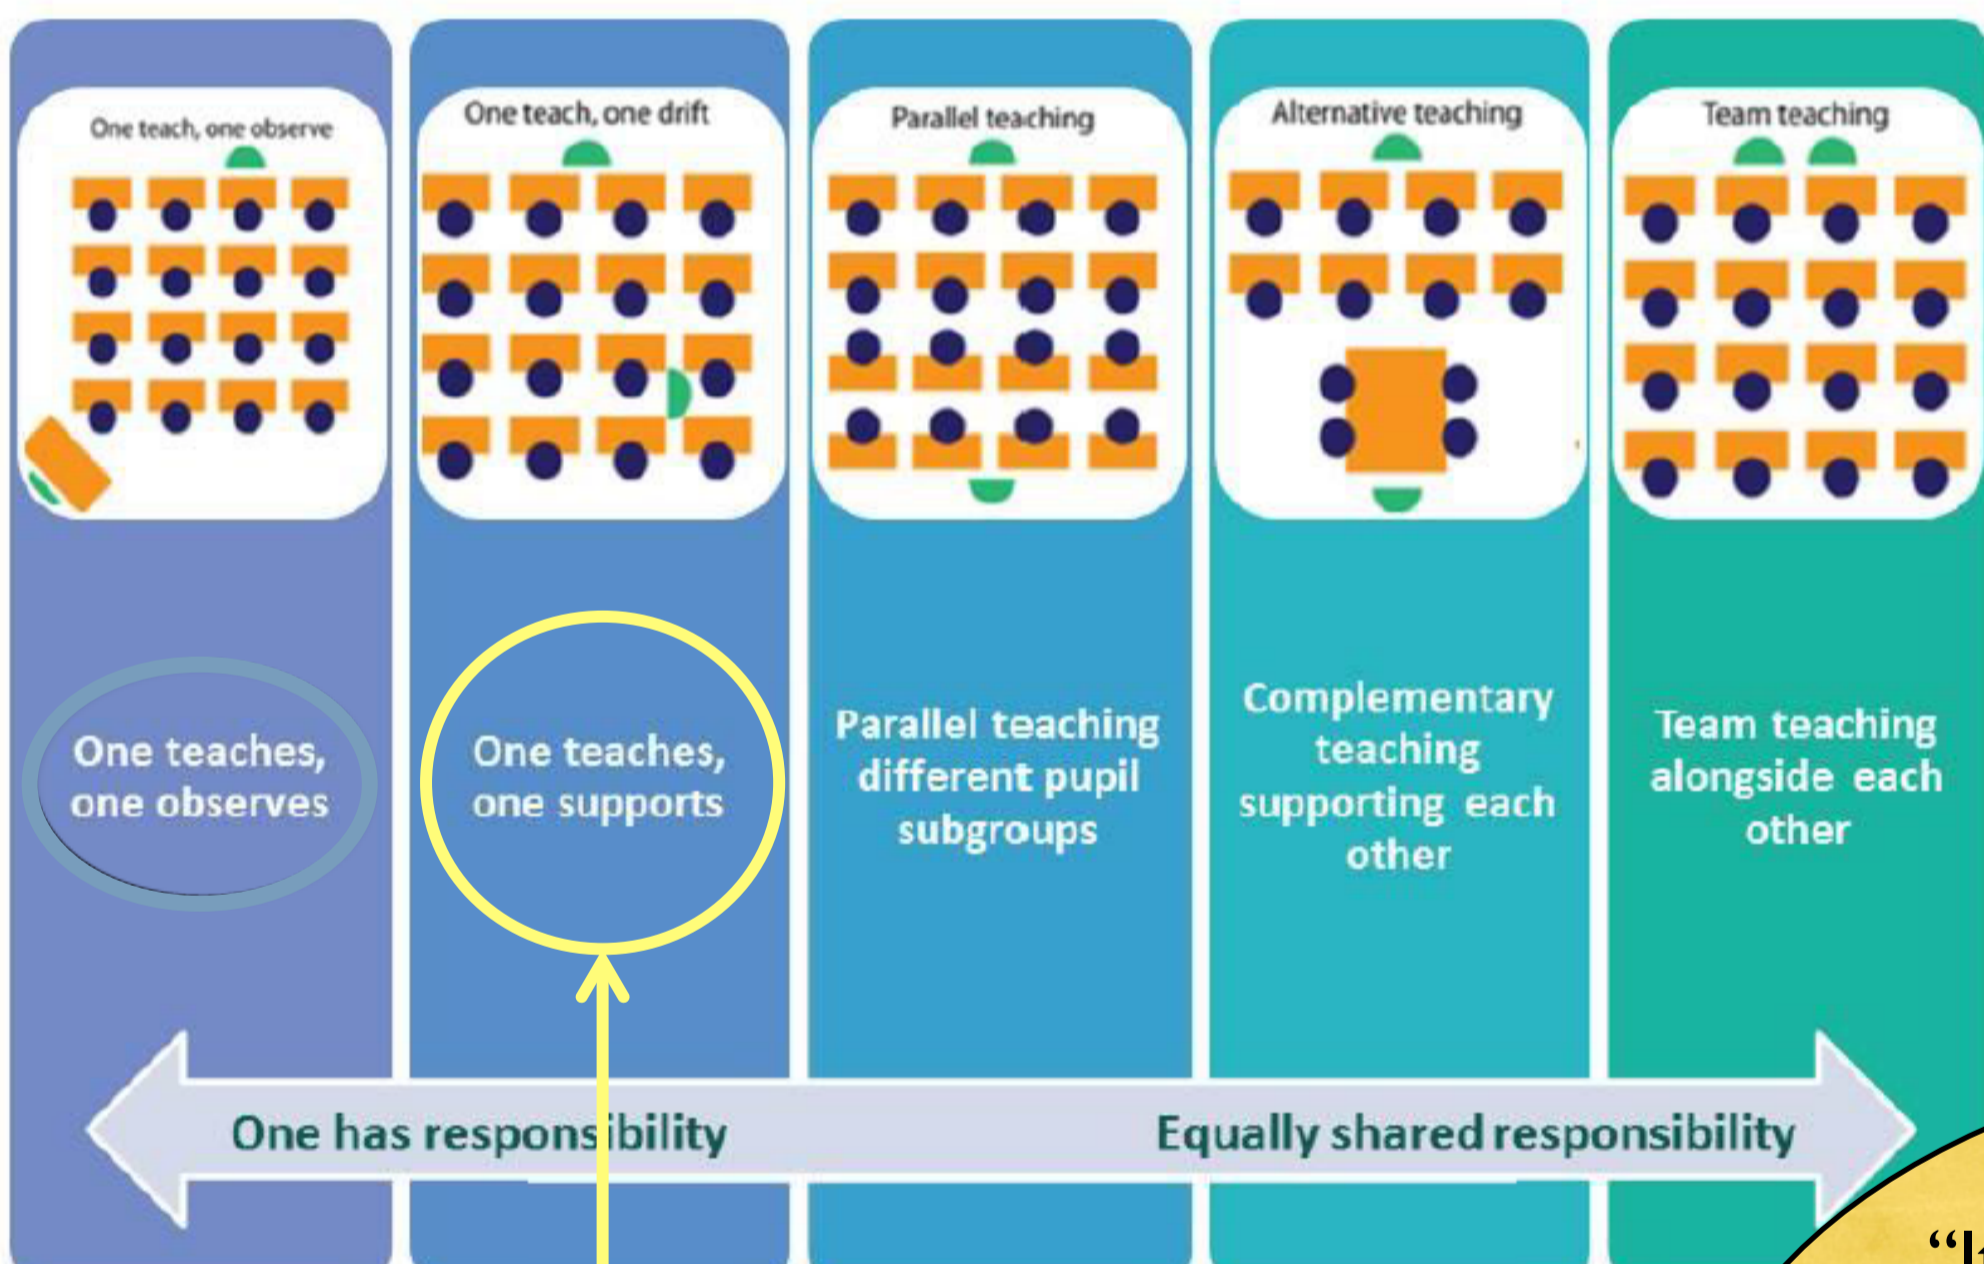 One teach, one observe
One teach, one drift
Parallel teaching
Alternative teaching
Team teaching
One teaches,
one observes
One teaches,
one supports
Parallel teaching
different pupil
subgroups
Complementary
teaching
supporting each
other
Team teaching
alongside each
other
One has responsibility
Equally shared responsibility